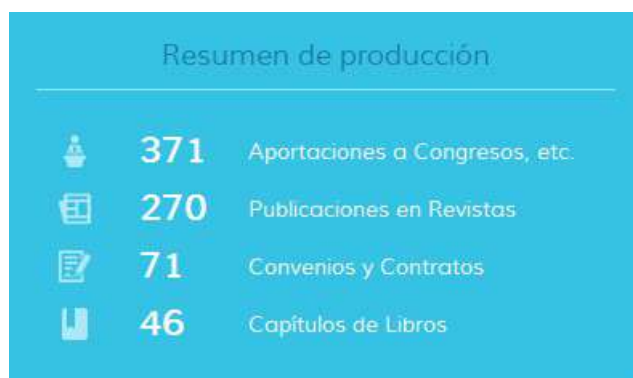 Resumen de producción
371 Aportaciones a Congresos, etc.
270 Publicaciones en Revistas
71 Convenios y Contratos
46 Capítulos de Libros